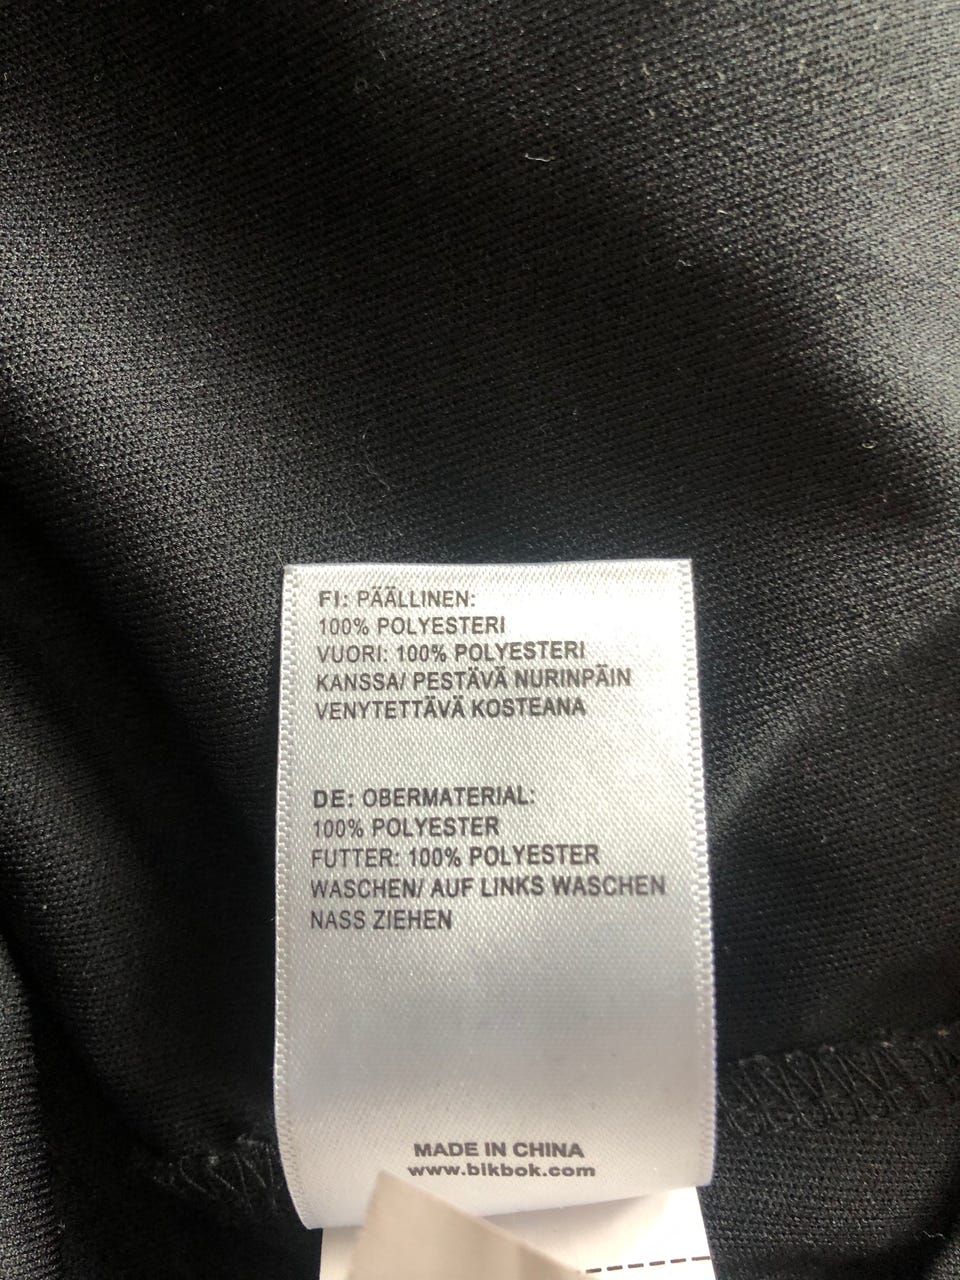 FI: PÄÄLLINEN:
100% POLYESTERI
VUORI: 100% POLYESTERI
KANSSA/ PESTÄVÄ NURINPÄIN
VENYTETTÄVÄ KOSTEANA
DE: OBERMATERIAL:
100% POLYESTER
FUTTER: 100% POLYESTER
WASCHEN/ AUF LINKS WASCHEN
NASS ZIEHEN
MADE IN CHINA
www.bikbok.com